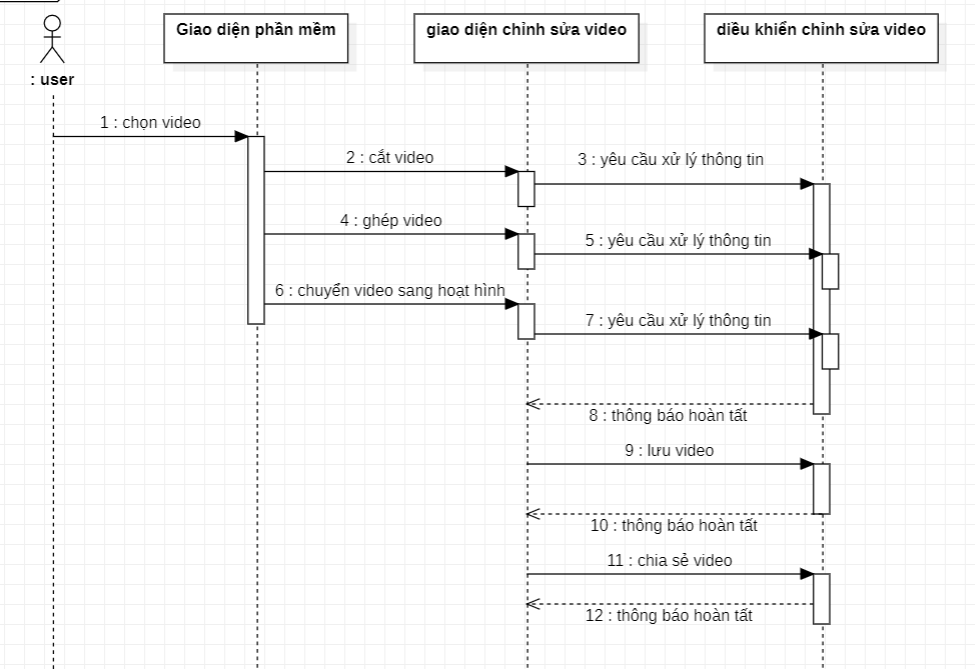 Giao diện phần mềm
giao diện chỉnh sửa video
diều khiển chỉnh sửa video
: user
1 : chọn video
2 : cắt video
3 : yêu cầu xử lý thông tin
4 : ghép video
5 : yêu cầu xử lý thông tin
6 : chuyển video sang hoạt hình
7 : yêu cầu xử lý thông tin
8 : thông báo hoàn tất
9 : lưu video
10 : thông báo hoàn tất
11 : chia sẻ video
12 : thông báo hoàn tất